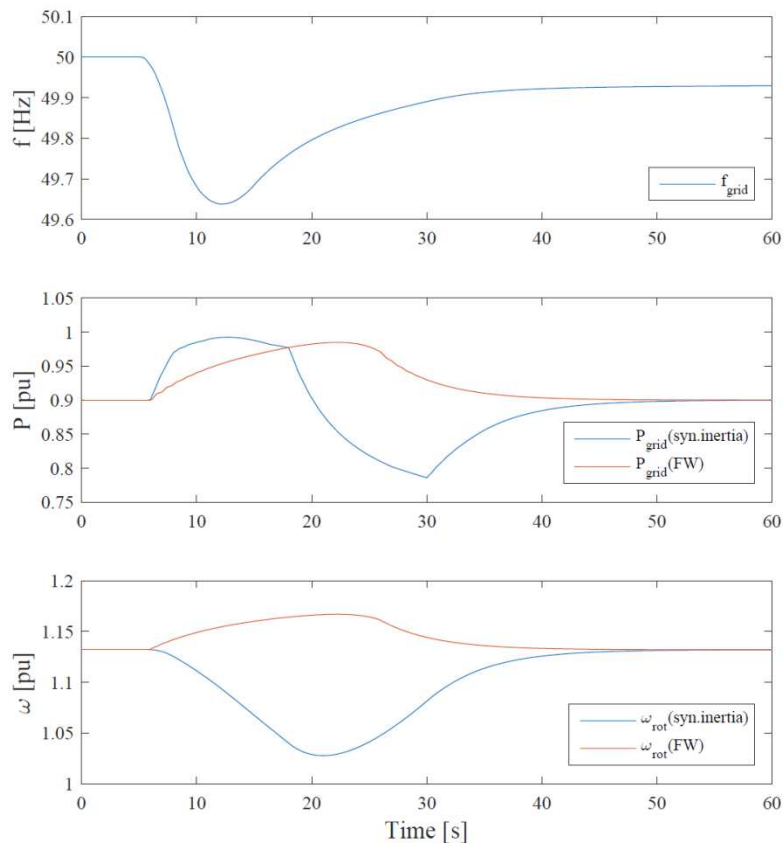 50.1
50
49.9
49.8
49.7
49.6
f [Hz]
f_grid
0 10 20 30 40 50 60
1.05
1
0.95
0.9
0.85
0.8
0.75
P [pu]
P_grid(syn.inertia)
P_grid(FW)
0 10 20 30 40 50 60
1.2
1.15
1.1
1.05
1
ω [pu]
ω_rot(syn.inertia)
ω_rot(FW)
0 10 20 30 40 50 60
Time [s]